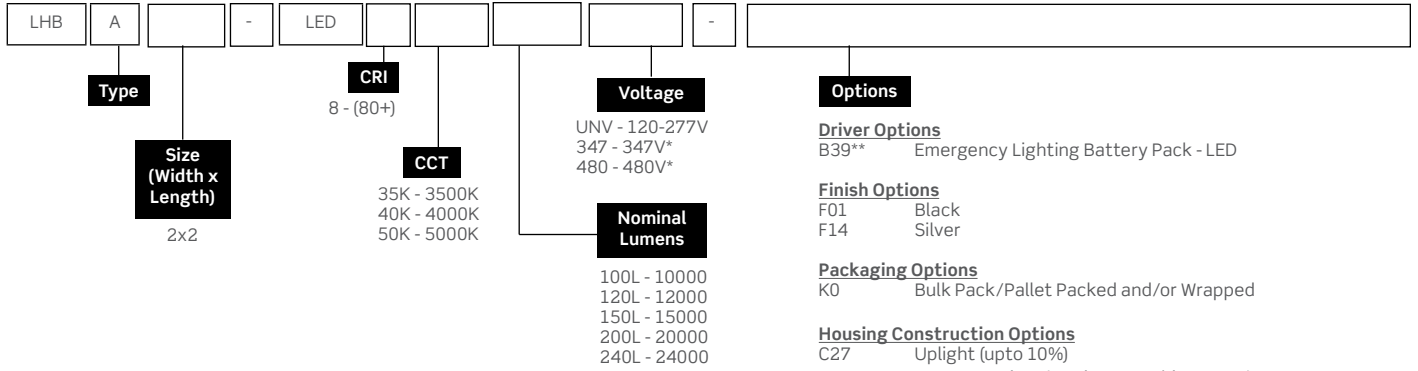 LHB A - LED -
Type
Size
(Width x
Length)
2x2
CRI
8 - (80+)
CCT
35K - 3500K
40K - 4000K
50K - 5000K
Nominal
Lumens
100L - 10000
120L - 12000
150L - 15000
200L - 20000
240L - 24000
Voltage
UNV - 120-277V
347 - 347V*
480 - 480V*
Options
Driver Options
B39** Emergency Lighting Battery Pack - LED
Finish Options
F01 Black
F14 Silver
Packaging Options
K0 Bulk Pack/Pallet Packed and/or Wrapped
Housing Construction Options
C27 Uplight (upto 10%)